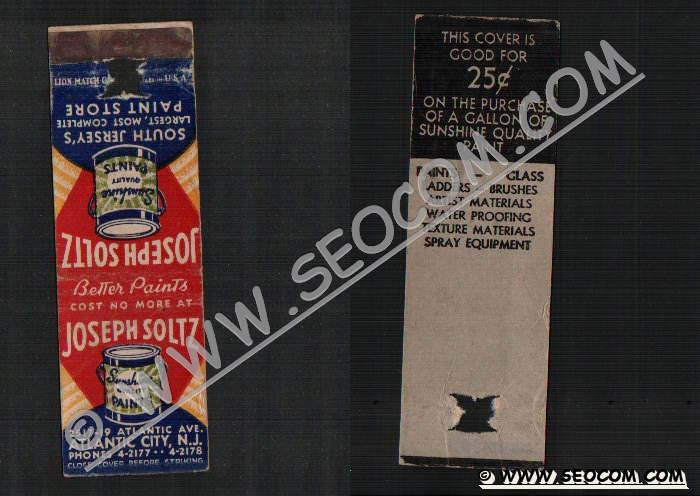 LION MATCH
SOUTH JERSEY'S
LARGEST, MOST COMPLETE
PAINT STORE
Sunshine
QUALITY
PAINTS
JOSEPH SOLTZ
Better Paints
COST NO MORE AT
JOSEPH SOLTZ
PAINTS
ATLANTIC AVE.
ATLANTIC CITY, N.J.
PHONES 4-2177 · · 4-2178
CLOSE COVER BEFORE STRIKING
THIS COVER IS
GOOD FOR
25¢
ON THE PURCHASE
OF A GALLON OF
SUNSHINE QUALITY
PAINT
PAINTS - GLASS
LADDERS - BRUSHES
ARTIST MATERIALS
WATER PROOFING
TEXTURE MATERIALS
SPRAY EQUIPMENT
© WWW.SEOCOM.COM
© WWW.SEOCOM.COM